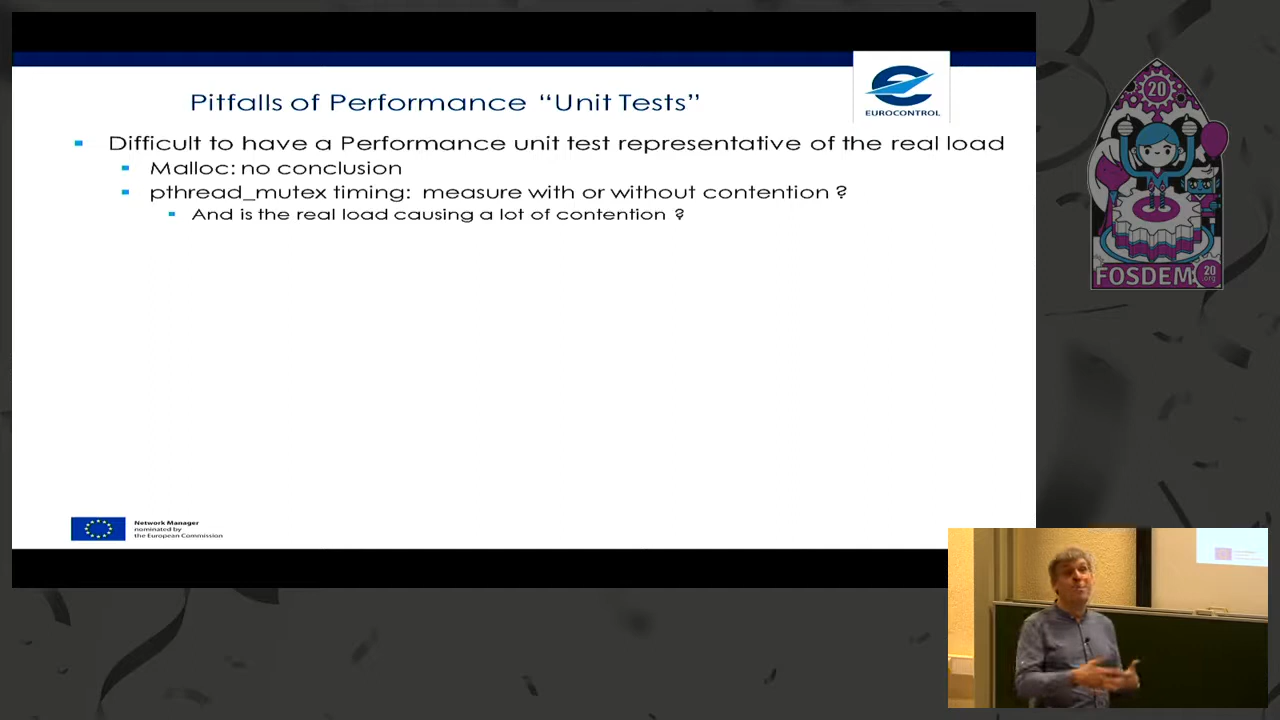 Pitfalls of Performance “Unit Tests”
EUROCONTROL
Difficult to have a Performance unit test representative of the real load
Malloc: no conclusion
pthread_mutex timing: measure with or without contention ?
And is the real load causing a lot of contention ?
Network Manager
nominated by
the European Commission
20
FOSDEM
20
.org